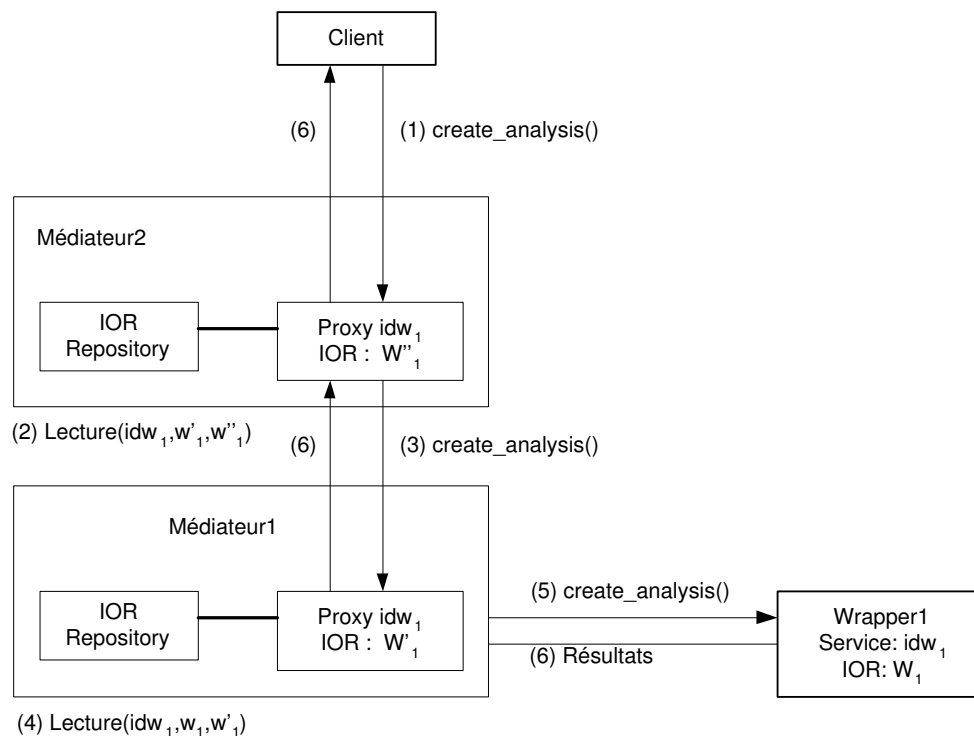 Client
(6)
(1) create_analysis()
Médiateur2
IOR
Repository
Proxy idw₁
IOR : W''₁
(2) Lecture(idw₁,w'₁,w''₁)
(6)
(3) create_analysis()
Médiateur1
IOR
Repository
Proxy idw₁
IOR : W'₁
(5) create_analysis()
(6) Résultats
Wrapper1
Service: idw₁
IOR: W₁
(4) Lecture(idw₁,w₁,w'₁)